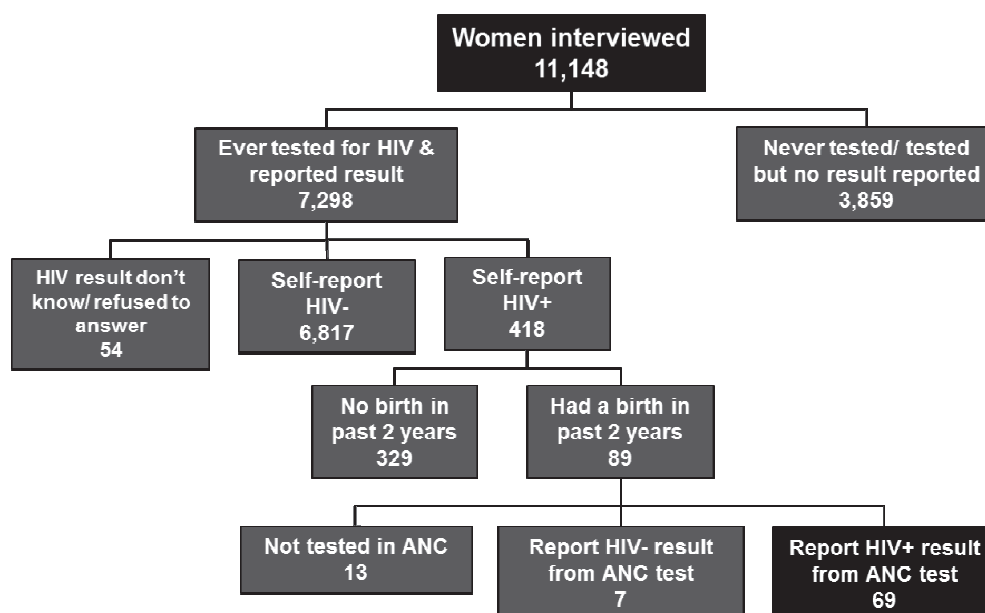 Women interviewed
11,148
Ever tested for HIV &
reported result
7,298
Never tested/ tested
but no result reported
3,859
HIV result don't
know/ refused to
answer
54
Self-report
HIV-
6,817
Self-report
HIV+
418
No birth in
past 2 years
329
Had a birth in
past 2 years
89
Not tested in ANC
13
Report HIV- result
from ANC test
7
Report HIV+ result
from ANC test
69